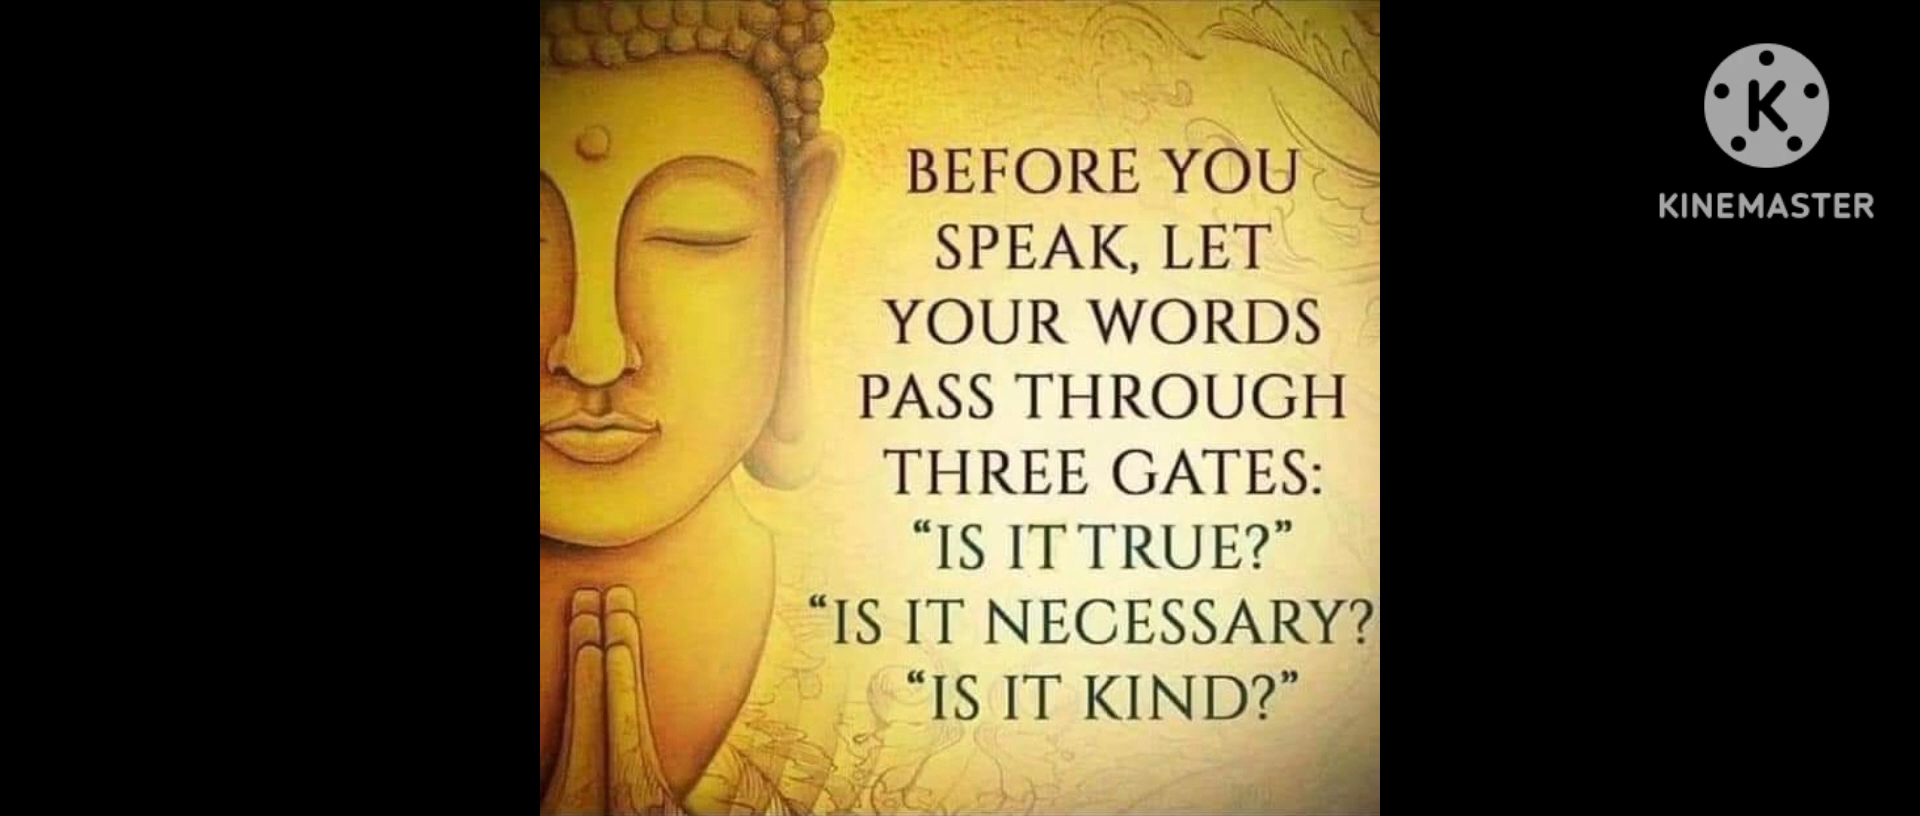 BEFORE YOU
SPEAK, LET
YOUR WORDS
PASS THROUGH
THREE GATES:
“IS IT TRUE?”
“IS IT NECESSARY?
“IS IT KIND?”
K
KINEMASTER